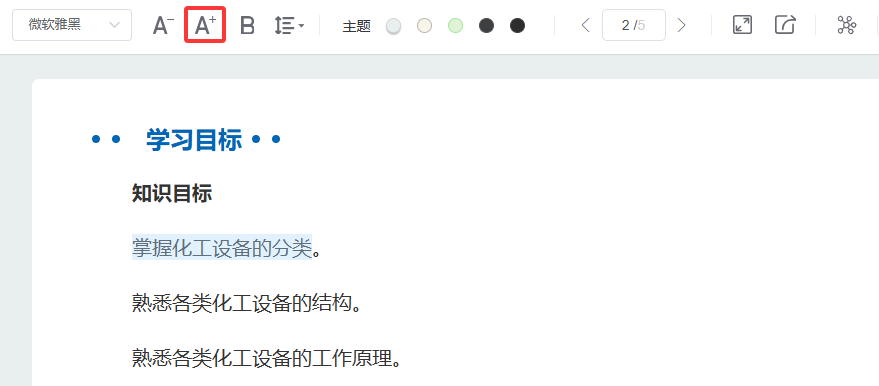 微软雅黑 A− A+ B 主题 2 /5
学习目标
知识目标
掌握化工设备的分类。
熟悉各类化工设备的结构。
熟悉各类化工设备的工作原理。